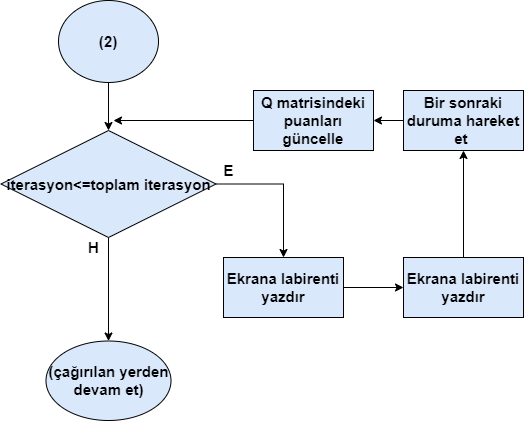 (2)
Q matrisindeki
puanları
güncelle
Bir sonraki
duruma hareket
et
iterasyon<=toplam iterasyon
E
H
Ekrana labirenti
yazdır
Ekrana labirenti
yazdır
(çağırılan yerden
devam et)